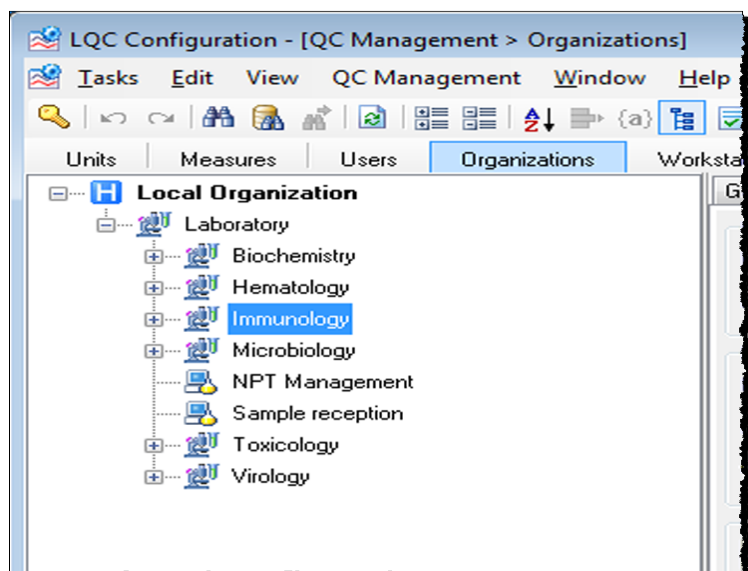 LQC Configuration - [QC Management > Organizations]
Tasks Edit View QC Management Window Help
{a}
Units Measures Users Organizations
H Local Organization
Laboratory
Biochemistry
Hematology
Immunology
Microbiology
NPT Management
Sample reception
Toxicology
Virology